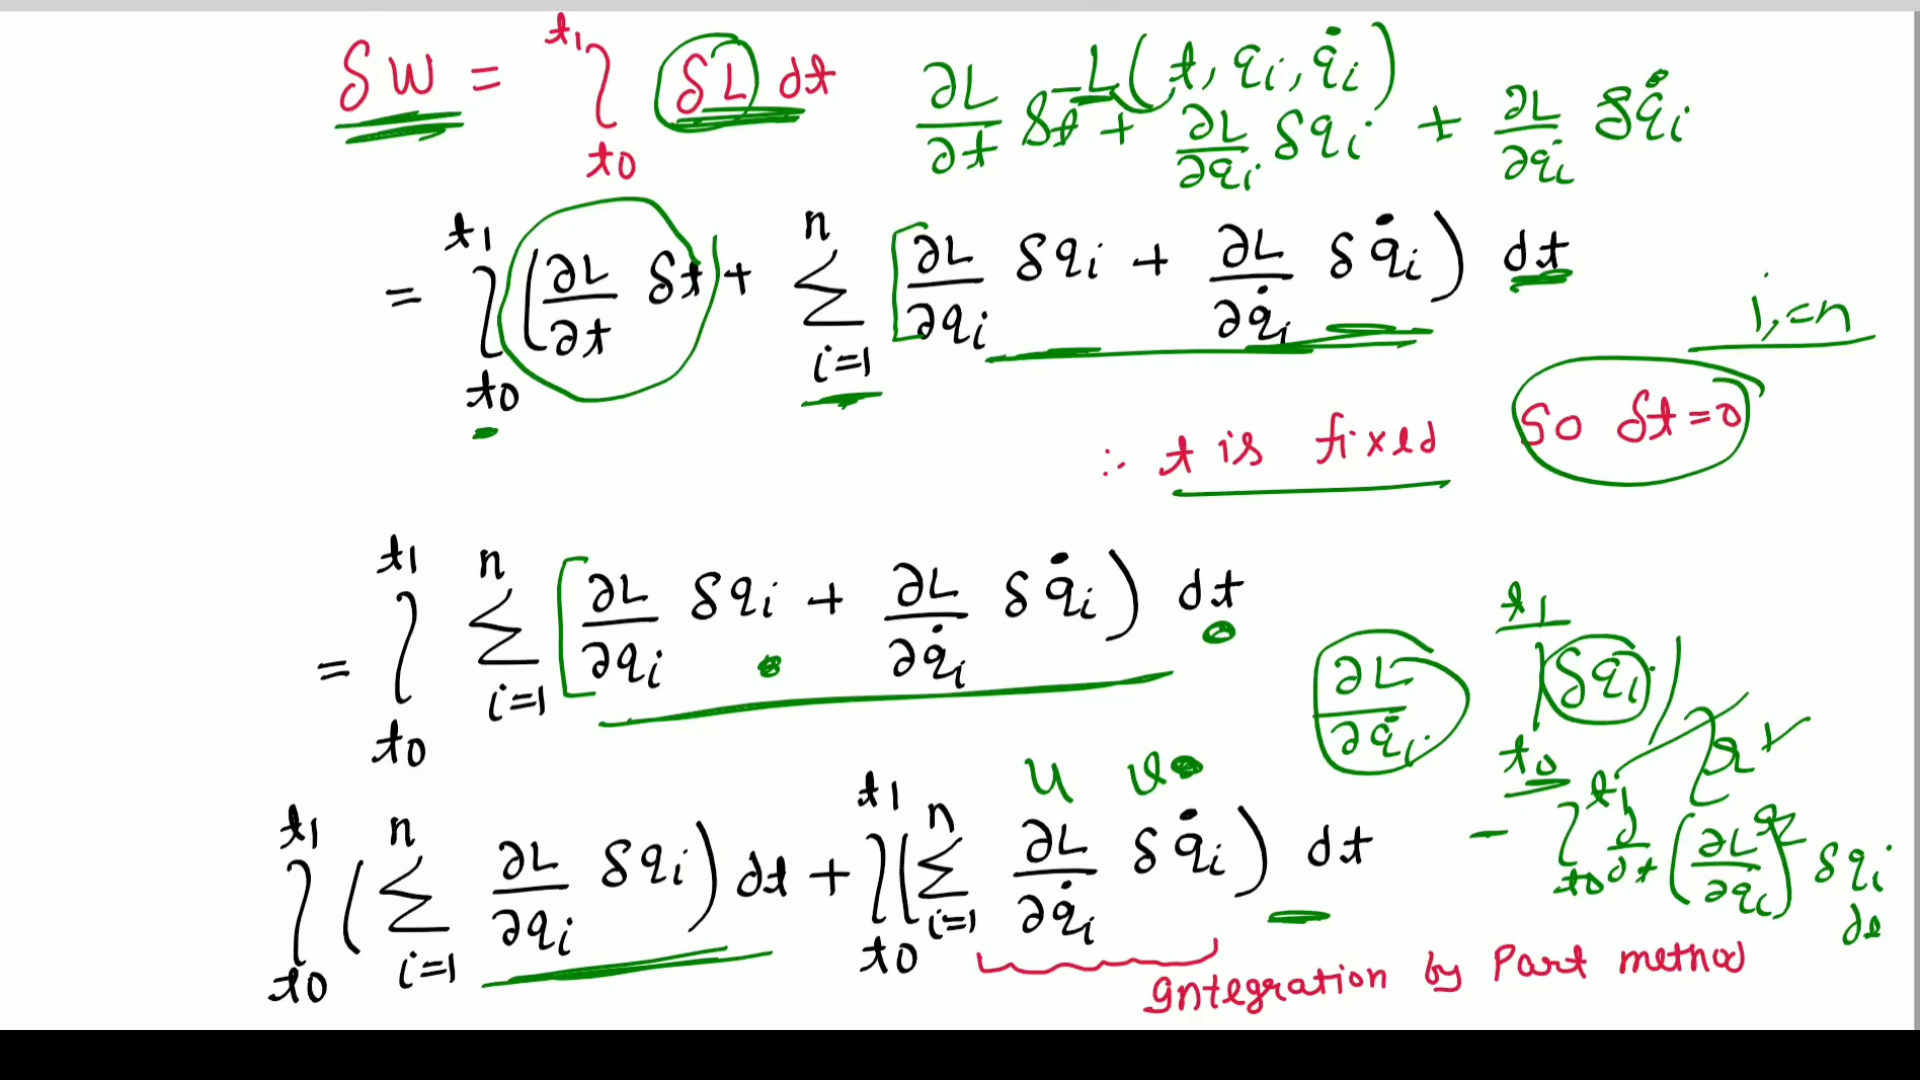 δW = ∫_{t0}^{t1} δL dt
L(t, qi, q̇i)
∂L/∂t δt + ∂L/∂qi δqi + ∂L/∂q̇i δq̇i
= ∫_{t0}^{t1} (∂L/∂t δt + Σ_{i=1}^{n} [∂L/∂qi δqi + ∂L/∂q̇i δq̇i) dt
i,=n
∴ t is fixed So δt=0
= ∫_{t0}^{t1} Σ_{i=1}^{n} [∂L/∂qi δqi + ∂L/∂q̇i δq̇i) dt
∂L/∂q̇i |δqi|_{t0}^{t1}
u v
∫_{t0}^{t1} (Σ_{i=1}^{n} ∂L/∂qi δqi) dt + ∫_{t0}^{t1} (Σ_{i=1}^{n} ∂L/∂q̇i δq̇i) dt
- ∫_{t0}^{t1} d/dt (∂L/∂q̇i) δqi
Integration by Part method